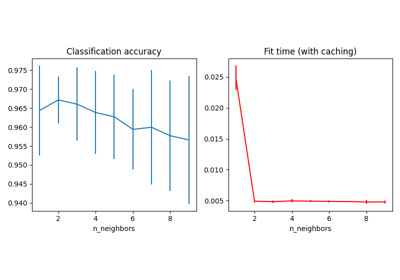 Classification accuracy
0.975
0.970
0.965
0.960
0.955
0.950
0.945
0.940
2 4 6 8
n_neighbors
Fit time (with caching)
0.025
0.020
0.015
0.010
0.005
2 4 6 8
n_neighbors